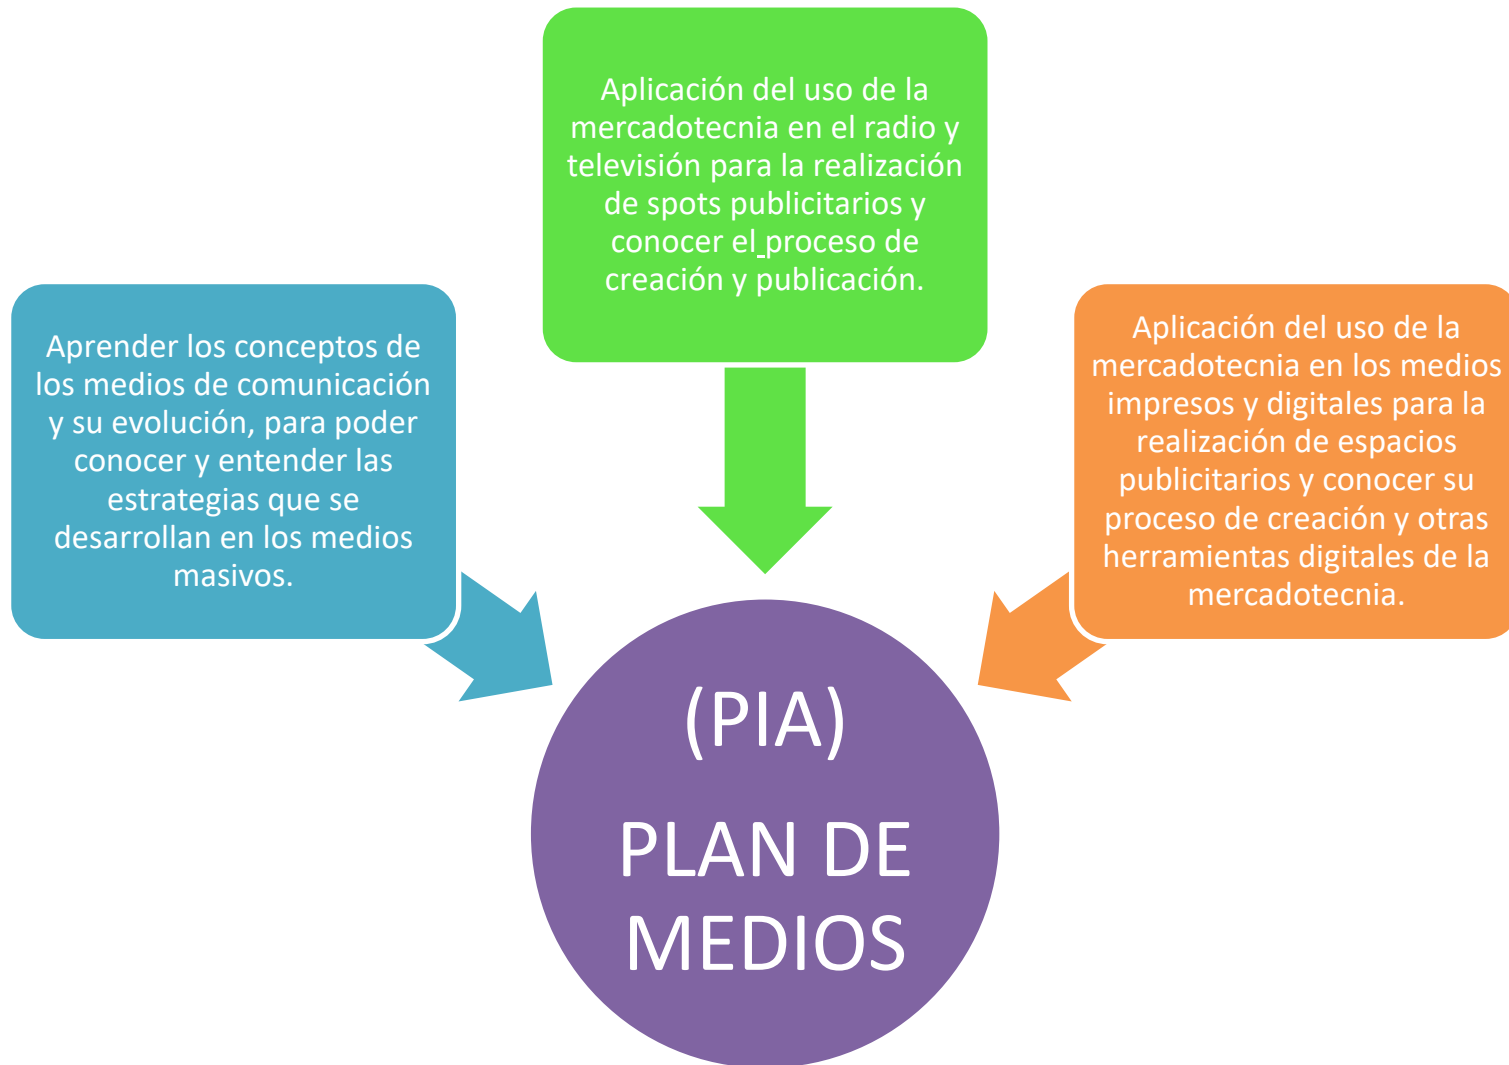 Aprender los conceptos de
los medios de comunicación
y su evolución, para poder
conocer y entender las
estrategias que se
desarrollan en los medios
masivos.
Aplicación del uso de la
mercadotecnia en el radio y
televisión para la realización
de spots publicitarios y
conocer el proceso de
creación y publicación.
Aplicación del uso de la
mercadotecnia en los medios
impresos y digitales para la
realización de espacios
publicitarios y conocer su
proceso de creación y otras
herramientas digitales de la
mercadotecnia.
(PIA)
PLAN DE
MEDIOS